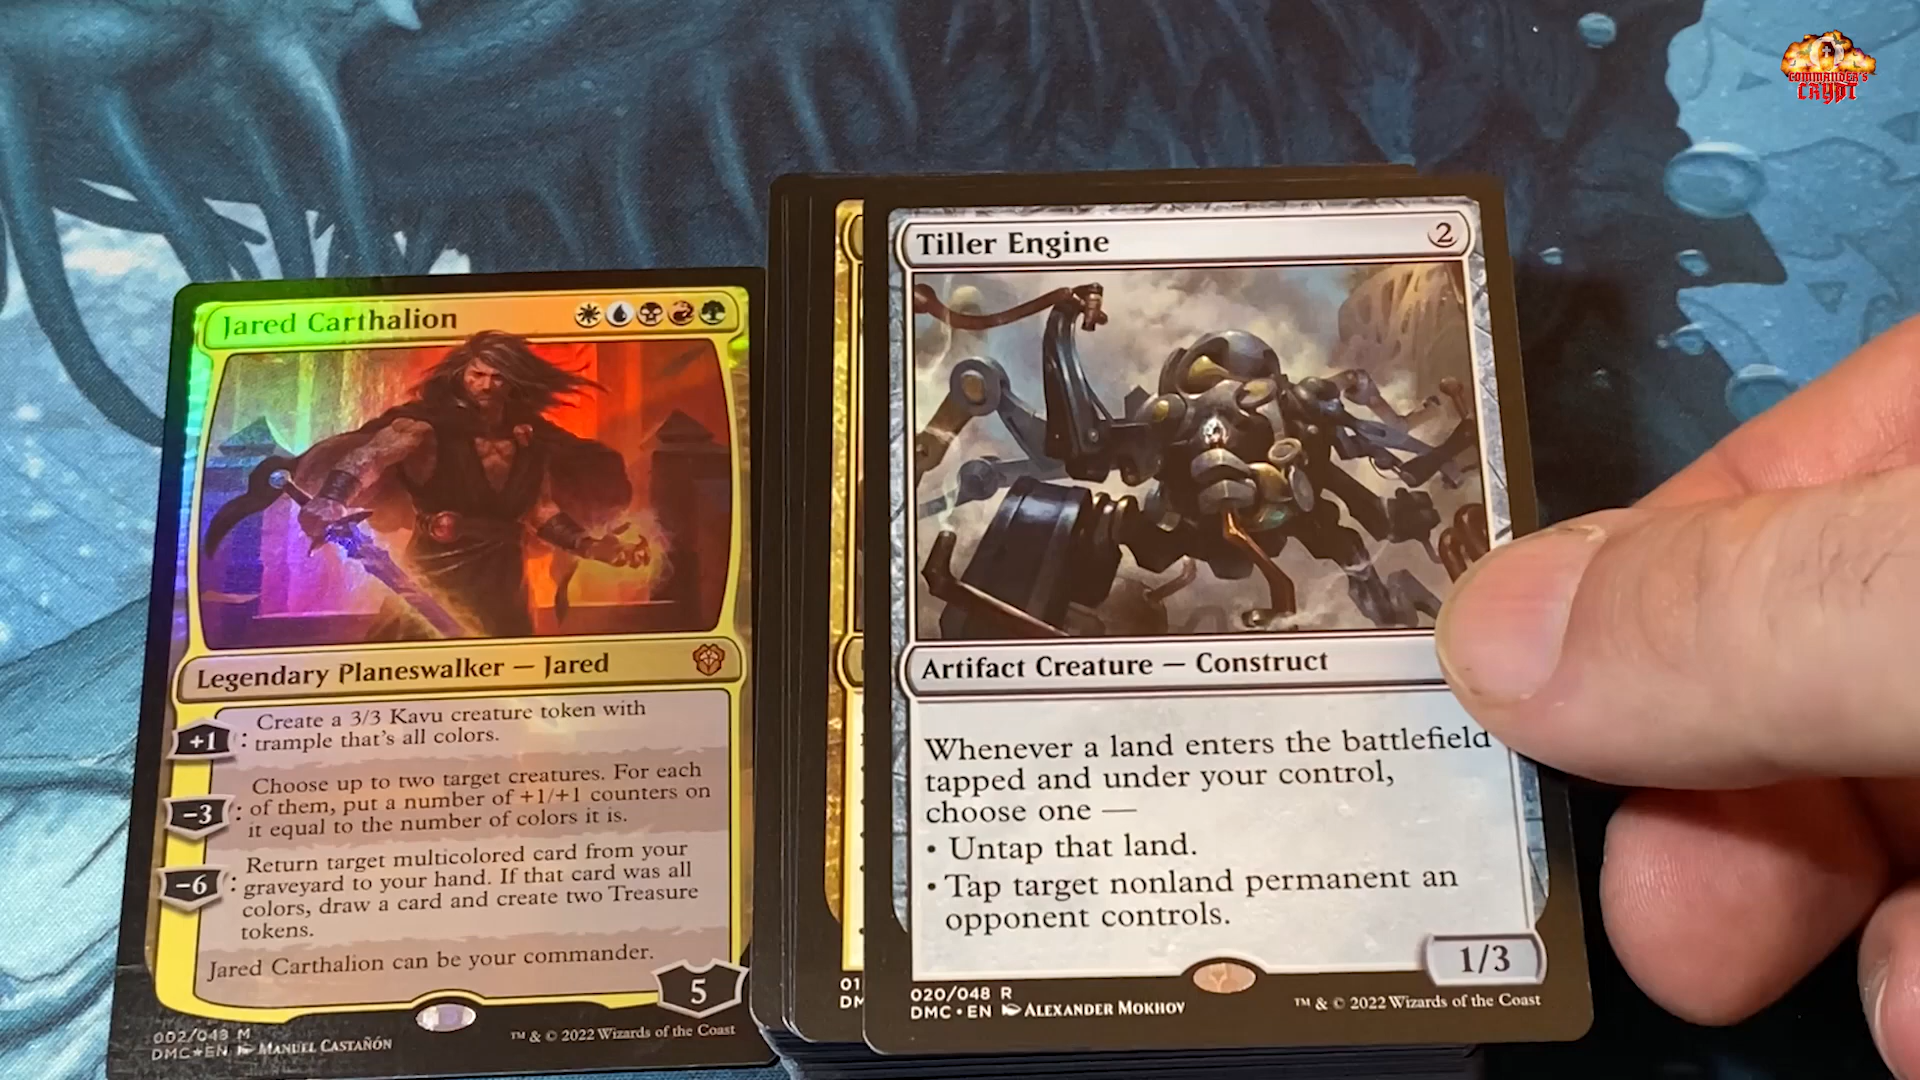 COMMANDER'S
CRYPT
Jared Carthalion
Legendary Planeswalker — Jared
+1: Create a 3/3 Kavu creature token with
trample that's all colors.
−3: Choose up to two target creatures. For each
of them, put a number of +1/+1 counters on
it equal to the number of colors it is.
−6: Return target multicolored card from your
graveyard to your hand. If that card was all
colors, draw a card and create two Treasure
tokens.
Jared Carthalion can be your commander.
5
002/048 M
DMC★EN MANUEL CASTAÑÓN
™ & © 2022 Wizards of the Coast
01
DM
Tiller Engine 2
Artifact Creature — Construct
Whenever a land enters the battlefield
tapped and under your control,
choose one —
• Untap that land.
• Tap target nonland permanent an
opponent controls.
1/3
020/048 R
DMC • EN ALEXANDER MOKHOV
™ & © 2022 Wizards of the Coast